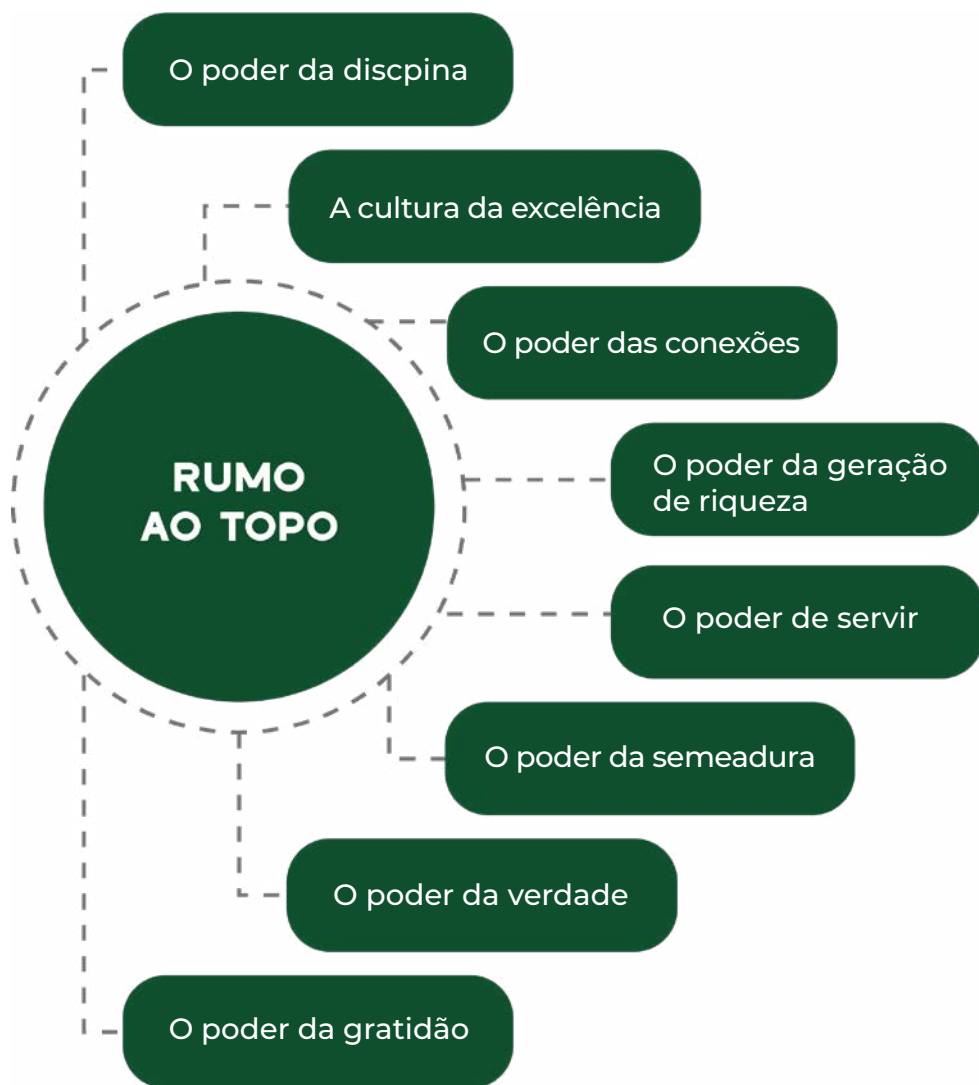 O poder da discpina
A cultura da excelência
O poder das conexões
O poder da geração
de riqueza
RUMO
AO TOPO
O poder de servir
O poder da semeadura
O poder da verdade
O poder da gratidão